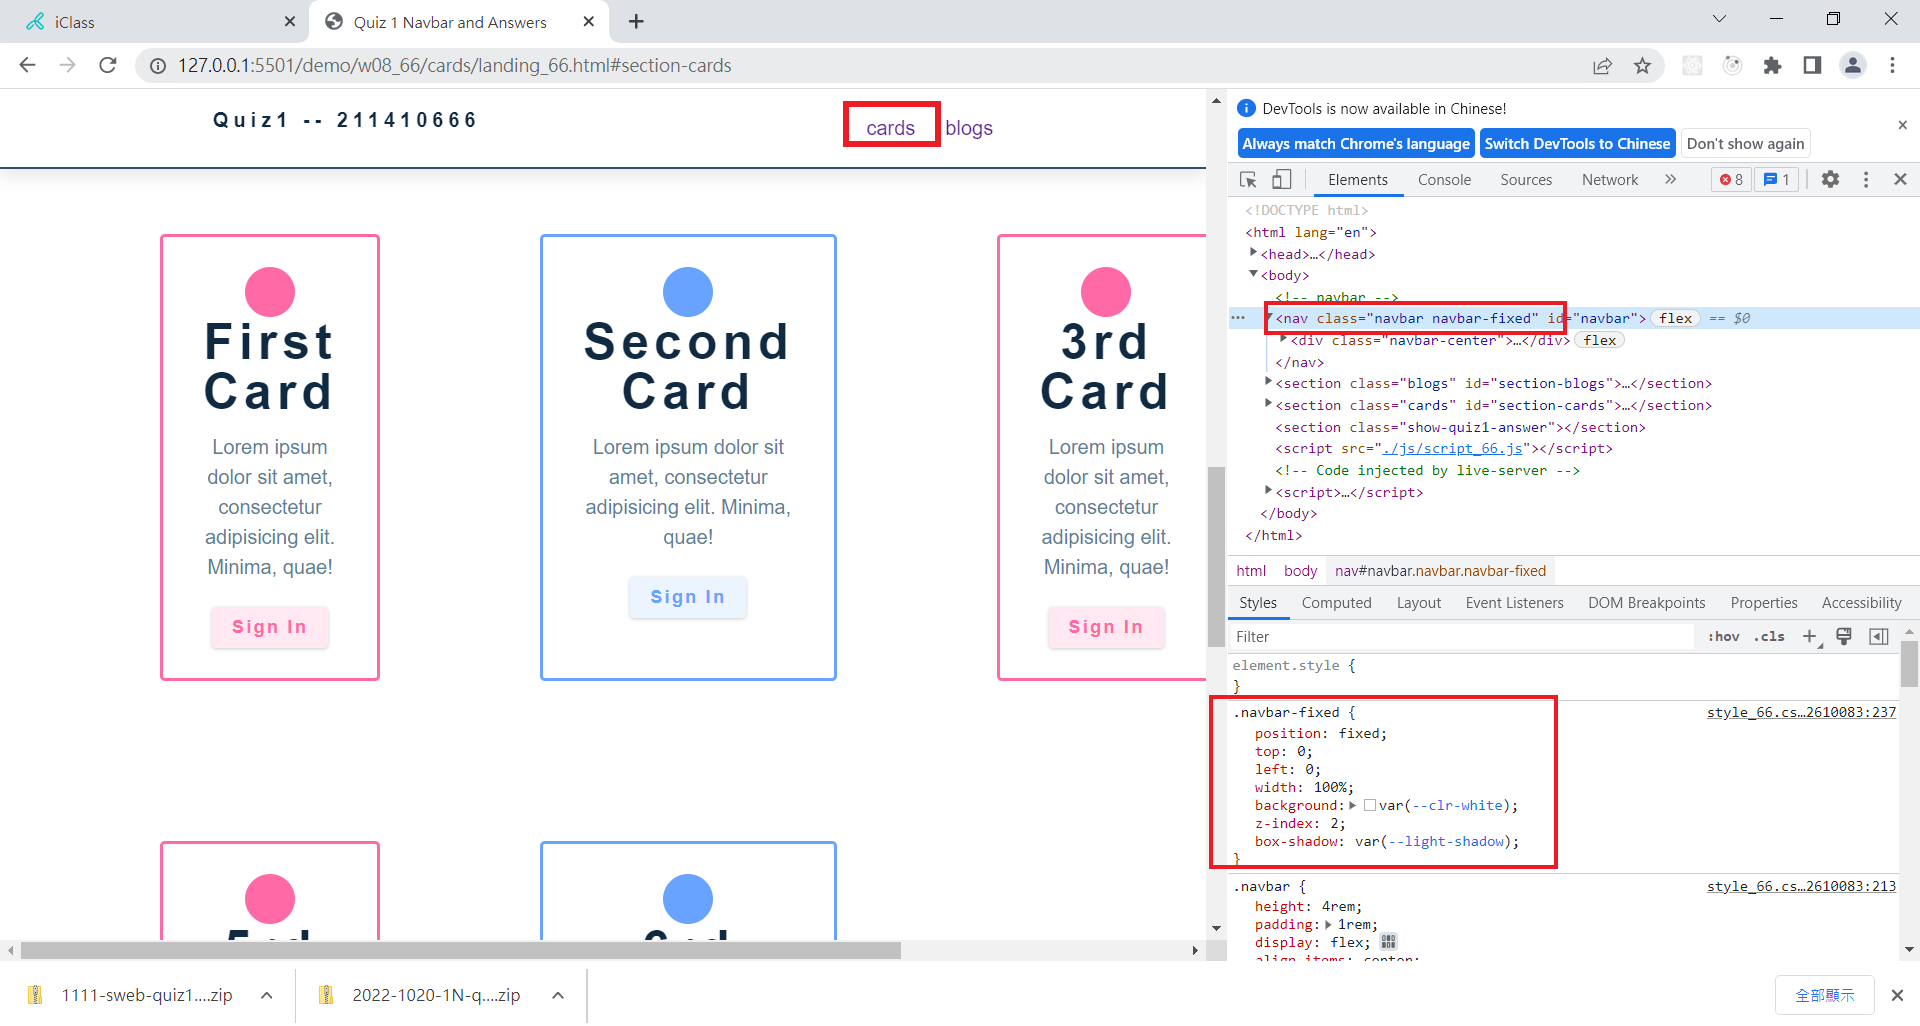 iClass
Quiz 1 Navbar and Answers
127.0.0.1:5501/demo/w08_66/cards/landing_66.html#section-cards
Quiz1 -- 211410666
cards
blogs
First
Card
Lorem ipsum
dolor sit amet,
consectetur
adipisicing elit.
Minima, quae!
Sign In
Second
Card
Lorem ipsum dolor sit
amet, consectetur
adipisicing elit. Minima,
quae!
Sign In
3rd
Card
Lorem ipsum
dolor sit amet,
consectetur
adipisicing elit.
Minima, quae!
Sign In
DevTools is now available in Chinese!
Always match Chrome's language
Switch DevTools to Chinese
Don't show again
Elements
Console
Sources
Network
8
1
<!DOCTYPE html>
<html lang="en">
<head>…</head>
<body>
<!-- navbar -->
<nav class="navbar navbar-fixed" id="navbar"> flex == $0
<div class="navbar-center">…</div> flex
</nav>
<section class="blogs" id="section-blogs">…</section>
<section class="cards" id="section-cards">…</section>
<section class="show-quiz1-answer"></section>
<script src="./js/script_66.js"></script>
<!-- Code injected by live-server -->
<script>…</script>
</body>
</html>
html body nav#navbar.navbar.navbar-fixed
Styles
Computed
Layout
Event Listeners
DOM Breakpoints
Properties
Accessibility
Filter
:hov .cls
element.style {
}
.navbar-fixed {
style_66.cs…2610083:237
position: fixed;
top: 0;
left: 0;
width: 100%;
background: var(--clr-white);
z-index: 2;
box-shadow: var(--light-shadow);
}
.navbar {
style_66.cs…2610083:213
height: 4rem;
padding: 1rem;
display: flex;
align-items: center;
1111-sweb-quiz1....zip
2022-1020-1N-q....zip
全部顯示